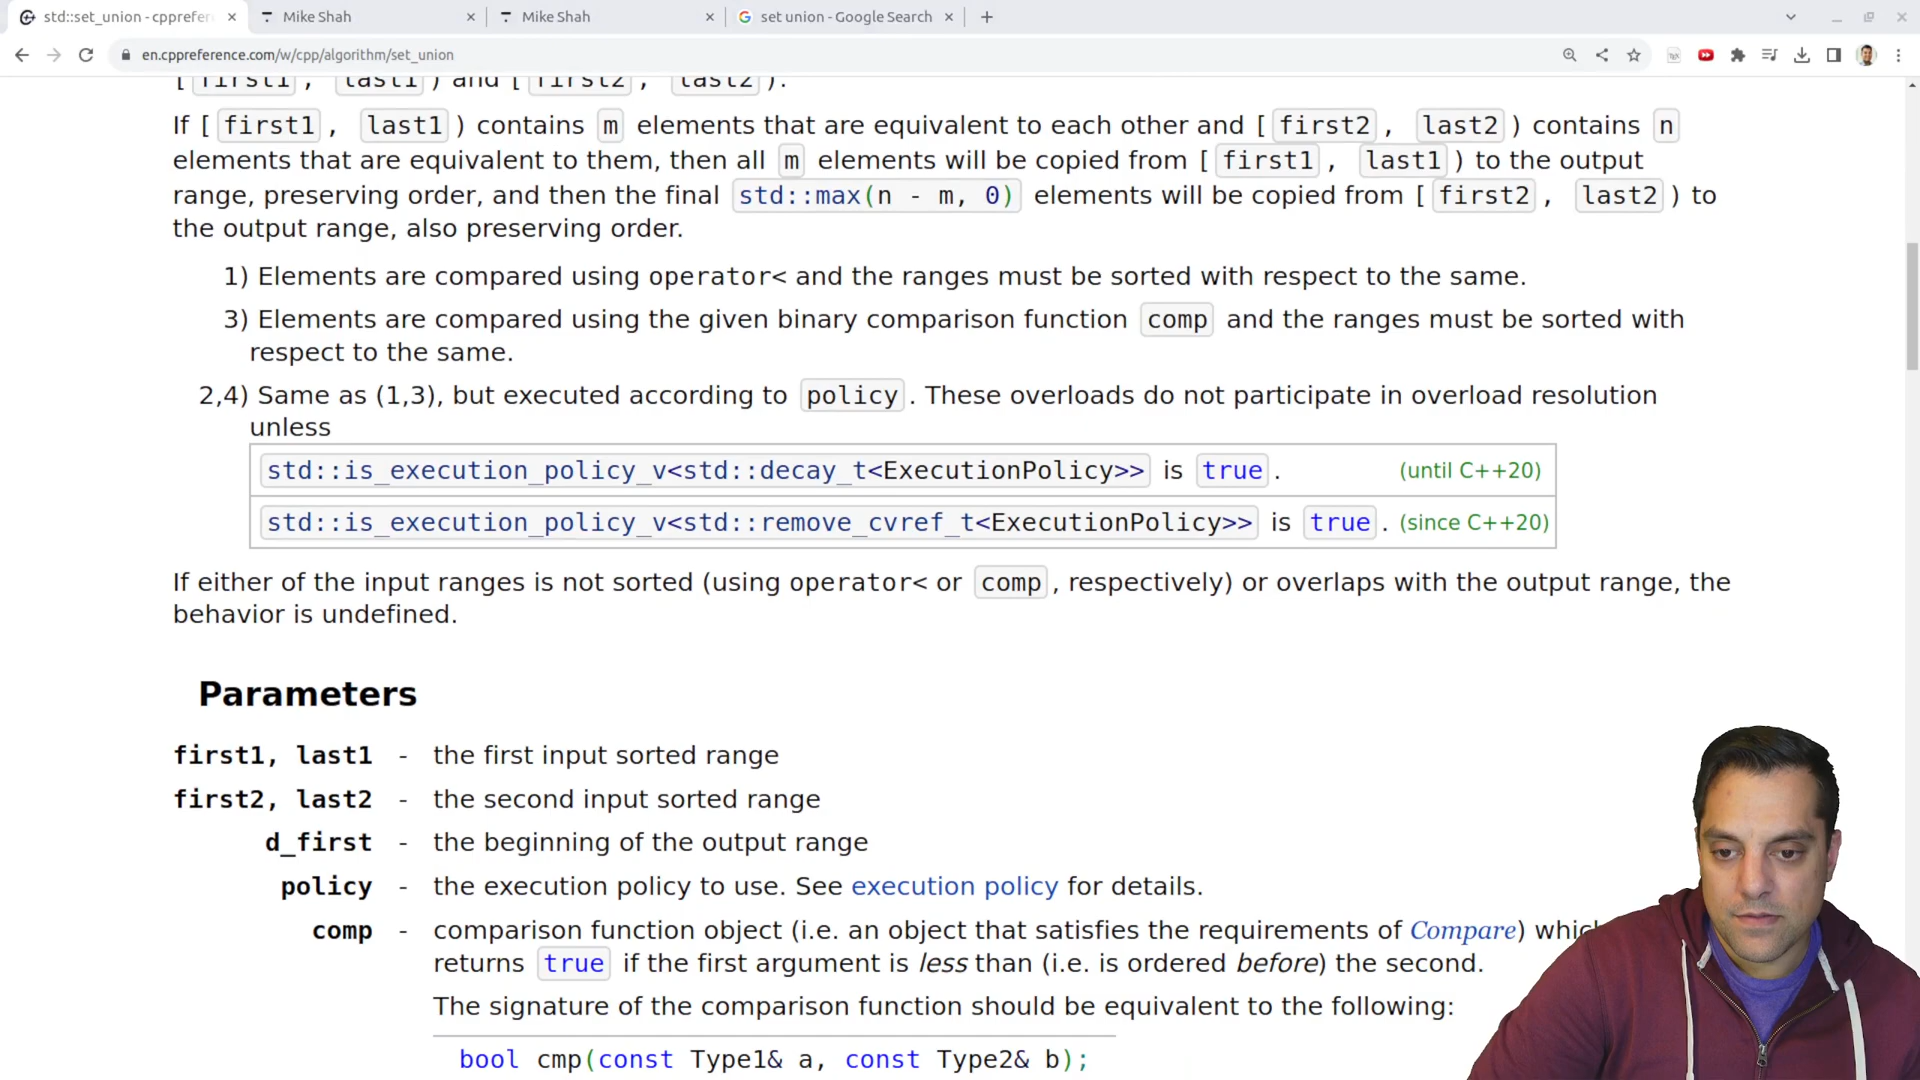 std::set_union - cpprefere
Mike Shah
Mike Shah
set union - Google Search
en.cppreference.com/w/cpp/algorithm/set_union
[ first1 , last1 ) and [ first2 , last2 ).
If [ first1 , last1 ) contains m elements that are equivalent to each other and [ first2 , last2 ) contains n
elements that are equivalent to them, then all m elements will be copied from [ first1 , last1 ) to the output
range, preserving order, and then the final std::max(n - m, 0) elements will be copied from [ first2 , last2 ) to
the output range, also preserving order.
1) Elements are compared using operator< and the ranges must be sorted with respect to the same.
3) Elements are compared using the given binary comparison function comp and the ranges must be sorted with
respect to the same.
2,4) Same as (1,3), but executed according to policy . These overloads do not participate in overload resolution
unless
std::is_execution_policy_v<std::decay_t<ExecutionPolicy>> is true . (until C++20)
std::is_execution_policy_v<std::remove_cvref_t<ExecutionPolicy>> is true . (since C++20)
If either of the input ranges is not sorted (using operator< or comp , respectively) or overlaps with the output range, the
behavior is undefined.
Parameters
first1, last1 - the first input sorted range
first2, last2 - the second input sorted range
d_first - the beginning of the output range
policy - the execution policy to use. See execution policy for details.
comp - comparison function object (i.e. an object that satisfies the requirements of Compare) which
returns true if the first argument is less than (i.e. is ordered before) the second.
The signature of the comparison function should be equivalent to the following:
bool cmp(const Type1& a, const Type2& b);